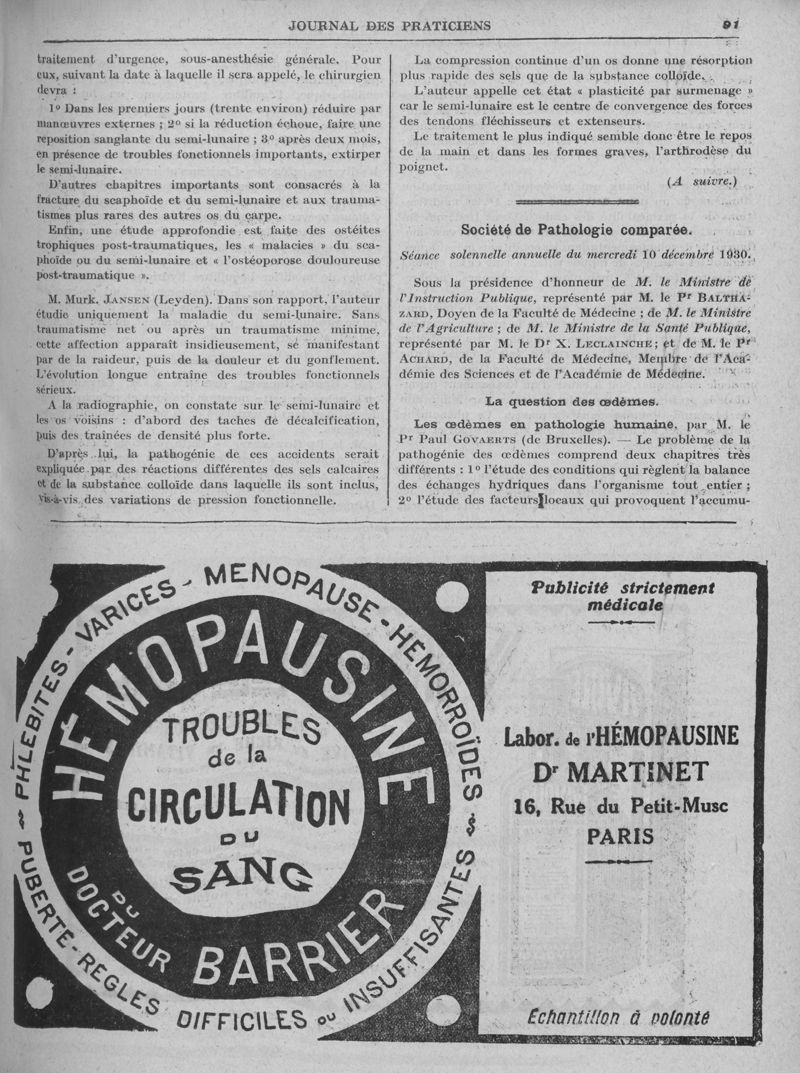 JOURNAL DES PRATICIENS
91
traitement d'urgence, sous-anesthésie générale. Pour
eux, suivant la date à laquelle il sera appelé, le chirurgien
devra :
1º Dans les premiers jours (trente environ) réduire par
manœuvres externes ; 2º si la réduction échoue, faire une
reposition sanglante du semi-lunaire ; 3º après deux mois,
en présence de troubles fonctionnels importants, extirper
le semi-lunaire.
D'autres chapitres importants sont consacrés à la
fracture du scaphoïde et du semi-lunaire et aux trauma-
tismes plus rares des autres os du carpe.
Enfin, une étude approfondie est faite des ostéites
trophiques post-traumatiques, les « malacies » du sca-
phoïde ou du semi-lunaire et « l'ostéoporose douloureuse
post-traumatique ».
M. Murk. JANSEN (Leyden). Dans son rapport, l'auteur
étudie uniquement la maladie du semi-lunaire. Sans
traumatisme net ou après un traumatisme minime,
cette affection apparaît insidieusement, se manifestant
par de la raideur, puis de la douleur et du gonflement.
L'évolution longue entraîne des troubles fonctionnels
sérieux.
A la radiographie, on constate sur le semi-lunaire et
les os voisins : d'abord des taches de décalcification,
puis des traînées de densité plus forte.
D'après lui, la pathogénie de ces accidents serait
expliquée par des réactions différentes des sels calcaires
et de la substance colloïde dans laquelle ils sont inclus,
vis-à-vis des variations de pression fonctionnelle.
La compression continue d'un os donne une résorption
plus rapide des sels que de la substance colloïde.
L'auteur appelle cet état « plasticité par surmenage »
car le semi-lunaire est le centre de convergence des forces
des tendons fléchisseurs et extenseurs.
Le traitement le plus indiqué semble donc être le repos
de la main et dans les formes graves, l'arthrodèse du
poignet.
(A suivre.)
Société de Pathologie comparée.
Séance solennelle annuelle du mercredi 10 décembre 1930.
Sous la présidence d'honneur de M. le Ministre de
l'Instruction Publique, représenté par M. le Pr BALTHA-
ZARD, Doyen de la Faculté de Médecine ; de M. le Ministre
de l'Agriculture ; de M. le Ministre de la Santé Publique,
représenté par M. le Dr X. LECLAINCHE ; et de M. le Pr
ACHARD, de la Faculté de Médecine, Membre de l'Aca-
démie des Sciences et de l'Académie de Médecine.
La question des œdèmes.
Les œdèmes en pathologie humaine, par M. le
Pr Paul GOVAERTS (de Bruxelles). — Le problème de la
pathogénie des œdèmes comprend deux chapitres très
différents : 1º l'étude des conditions qui règlent la balance
des échanges hydriques dans l'organisme tout entier ;
2º l'étude des facteurs locaux qui provoquent l'accumu-
PHLEBITES - VARICES - MENOPAUSE - HÉMORROÏDES
HÉMOPAUSINE
TROUBLES
de la
CIRCULATION
DU
SANG
DU
DOCTEUR BARRIER
PUBERTE - REGLES DIFFICILES ou INSUFFISANTES
Publicité strictement
médicale
Labor. de l'HÉMOPAUSINE
Dr MARTINET
16, Rue du Petit-Musc
PARIS
Echantillon à volonté